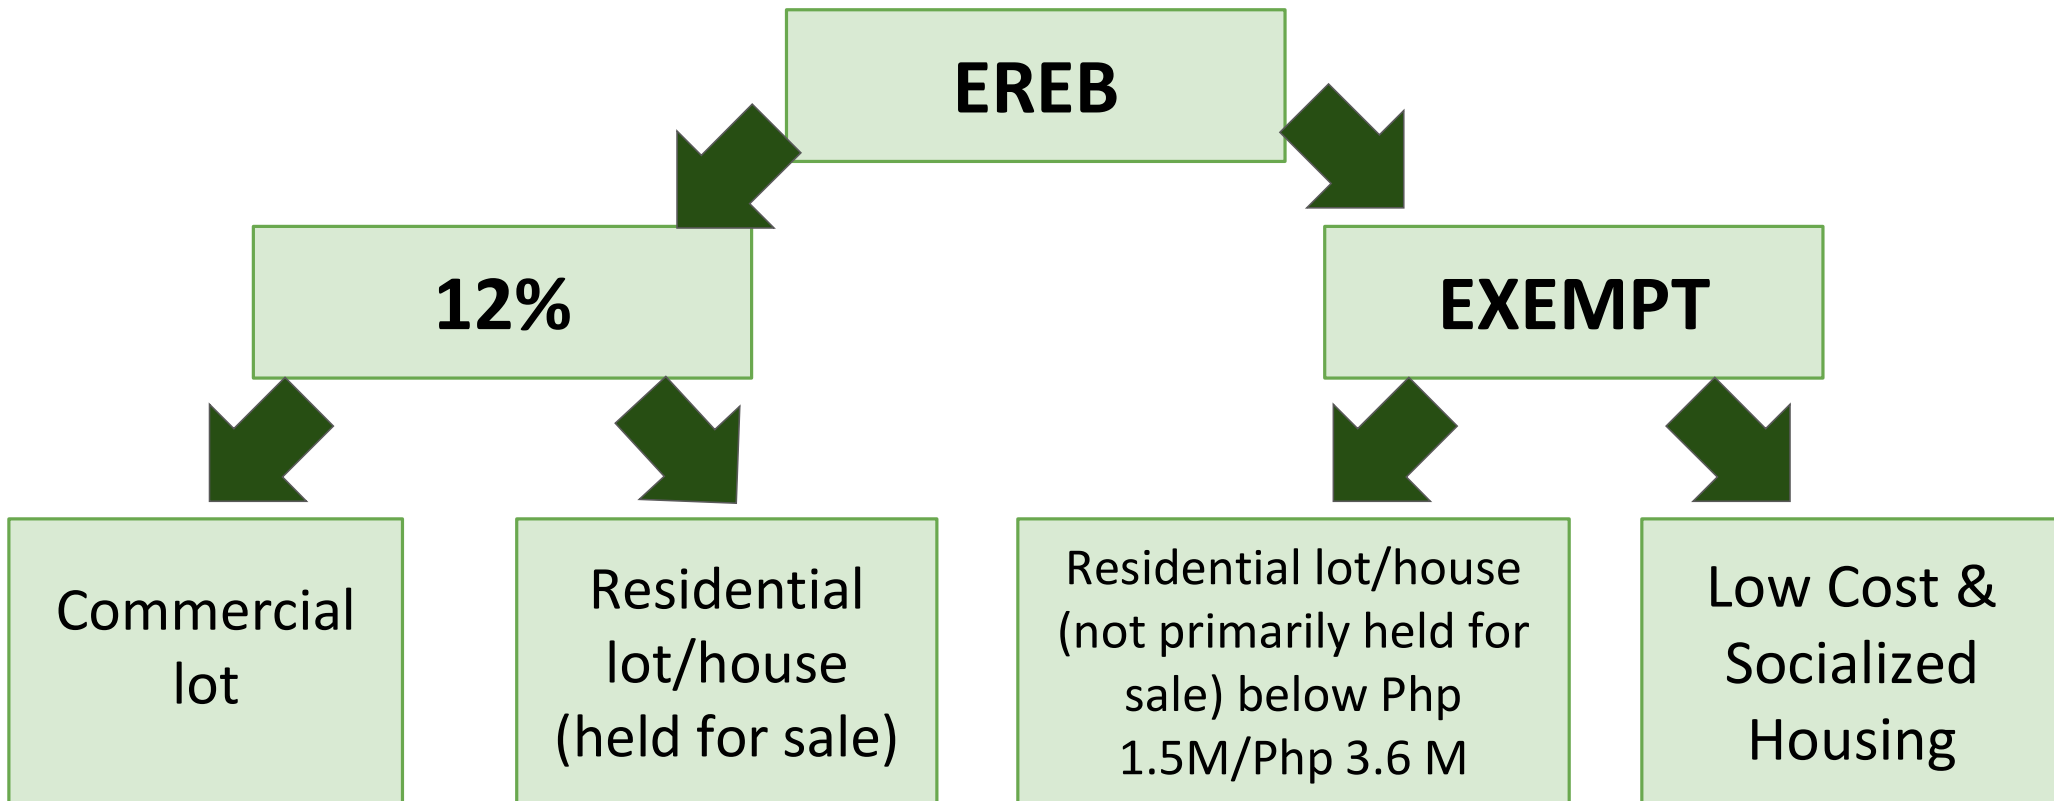 EREB
12%
EXEMPT
Commercial
lot
Residential
lot/house
(held for sale)
Residential lot/house
(not primarily held for
sale) below Php
1.5M/Php 3.6 M
Low Cost &
Socialized
Housing